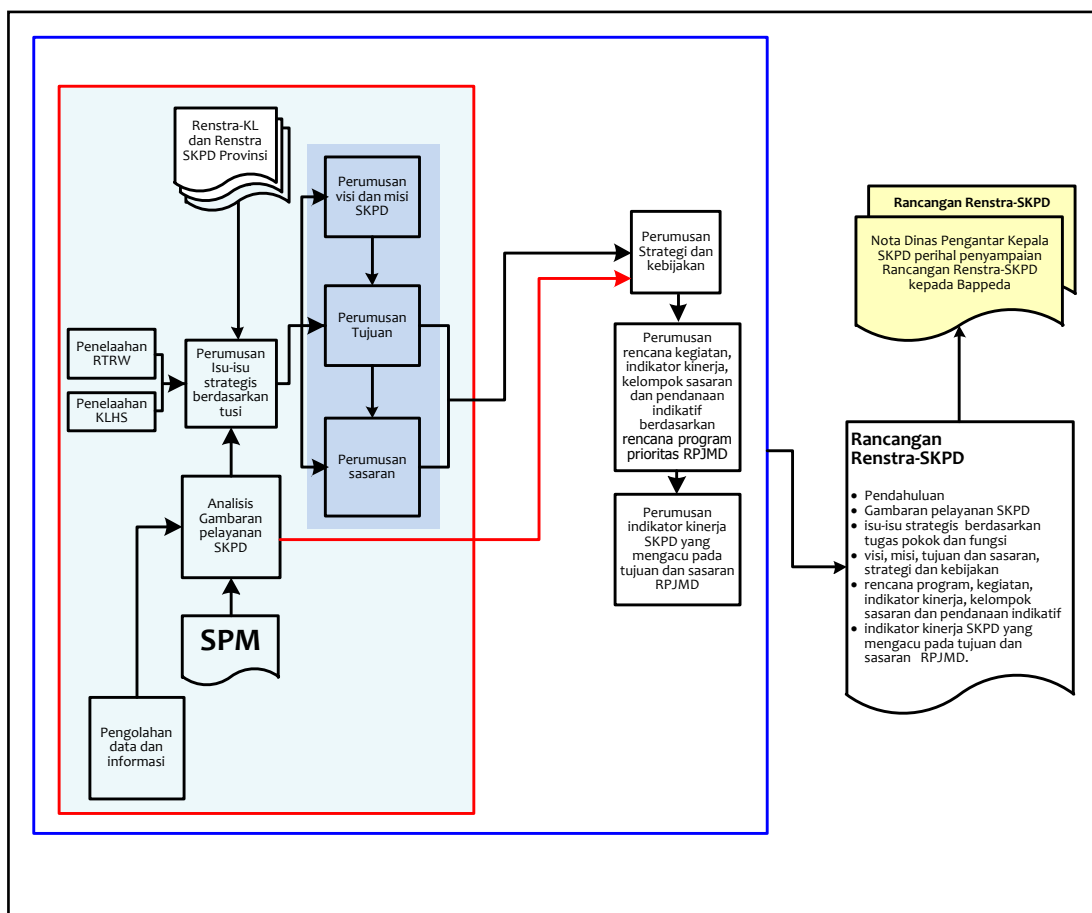 Renstra-KL
dan Renstra
SKPD Provinsi
Perumusan
visi dan misi
SKPD
Perumusan
Tujuan
Perumusan
sasaran
Penelaahan
RTRW
Penelaahan
KLHS
Perumusan
Isu-isu
strategis
berdasarkan
tusi
Analisis
Gambaran
pelayanan
SKPD
SPM
Pengolahan
data dan
informasi
Perumusan
Strategi dan
kebijakan
Perumusan
rencana kegiatan,
indikator kinerja,
kelompok sasaran
dan pendanaan
indikatif
berdasarkan
rencana program
prioritas RPJMD
Perumusan
indikator kinerja
SKPD yang
mengacu pada
tujuan dan sasaran
RPJMD
Rancangan Renstra-SKPD
Nota Dinas Pengantar Kepala
SKPD perihal penyampaian
Rancangan Renstra-SKPD
kepada Bappeda
Rancangan
Renstra-SKPD
• Pendahuluan
• Gambaran pelayanan SKPD
• isu-isu strategis berdasarkan
tugas pokok dan fungsi
• visi, misi, tujuan dan sasaran,
strategi dan kebijakan
• rencana program, kegiatan,
indikator kinerja, kelompok
sasaran dan pendanaan indikatif
• indikator kinerja SKPD yang
mengacu pada tujuan dan
sasaran RPJMD.